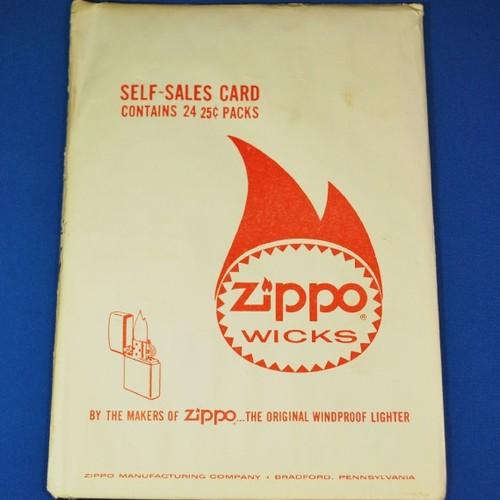 SELF-SALES CARD
CONTAINS 24 25¢ PACKS
Zippo®
WICKS
BY THE MAKERS OF Zippo®...THE ORIGINAL WINDPROOF LIGHTER
ZIPPO MANUFACTURING COMPANY • BRADFORD, PENNSYLVANIA